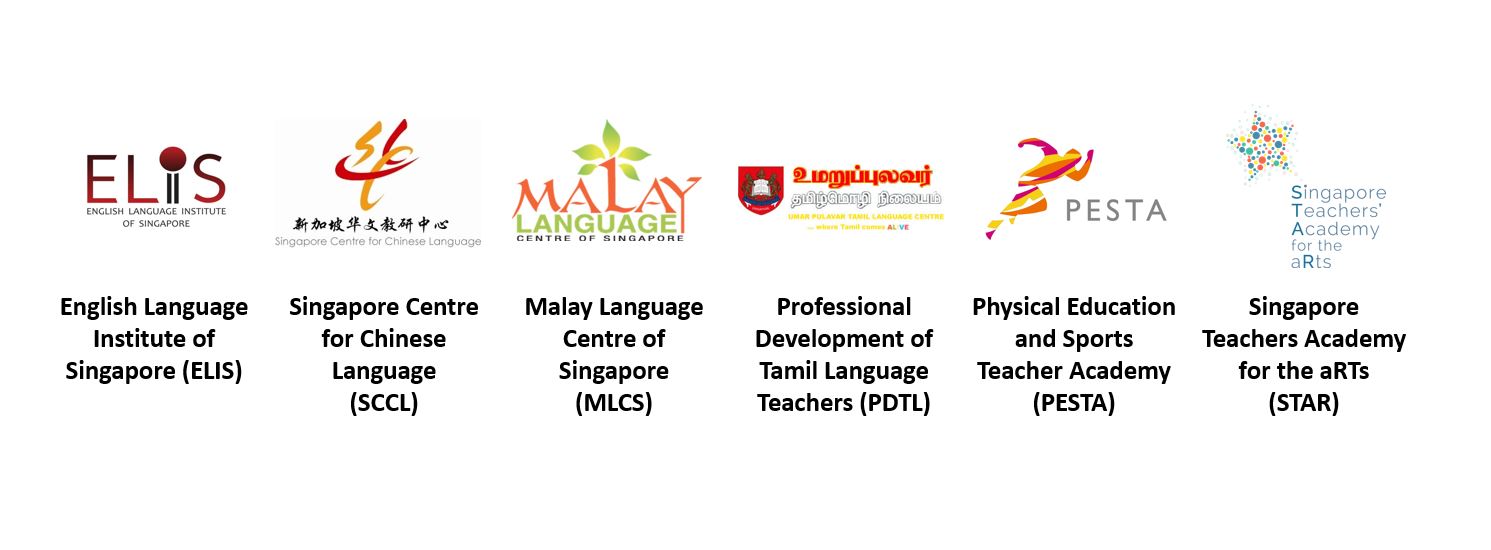 ELIS
ENGLISH LANGUAGE INSTITUTE
OF SINGAPORE
新加坡华文教研中心
Singapore Centre for Chinese Language
MALAY
LANGUAGE
CENTRE OF SINGAPORE
உமறுப்புலவர்
தமிழ்மொழி நிலையம்
UMAR PULAVAR TAMIL LANGUAGE CENTRE
... where Tamil comes ALIVE
PESTA
Singapore
Teachers'
Academy
for the
aRts
English Language
Institute of
Singapore (ELIS)
Singapore Centre
for Chinese
Language
(SCCL)
Malay Language
Centre of
Singapore
(MLCS)
Professional
Development of
Tamil Language
Teachers (PDTL)
Physical Education
and Sports
Teacher Academy
(PESTA)
Singapore
Teachers Academy
for the aRTs
(STAR)